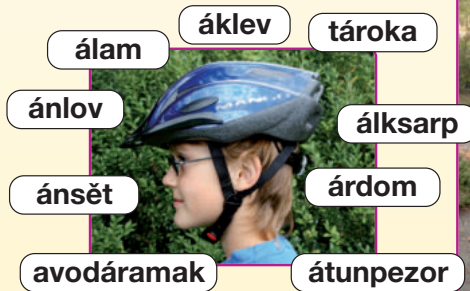 áklev
tároka
álam
ánlov
álksarp
ánsět
árdom
avodáramak
átunpezor